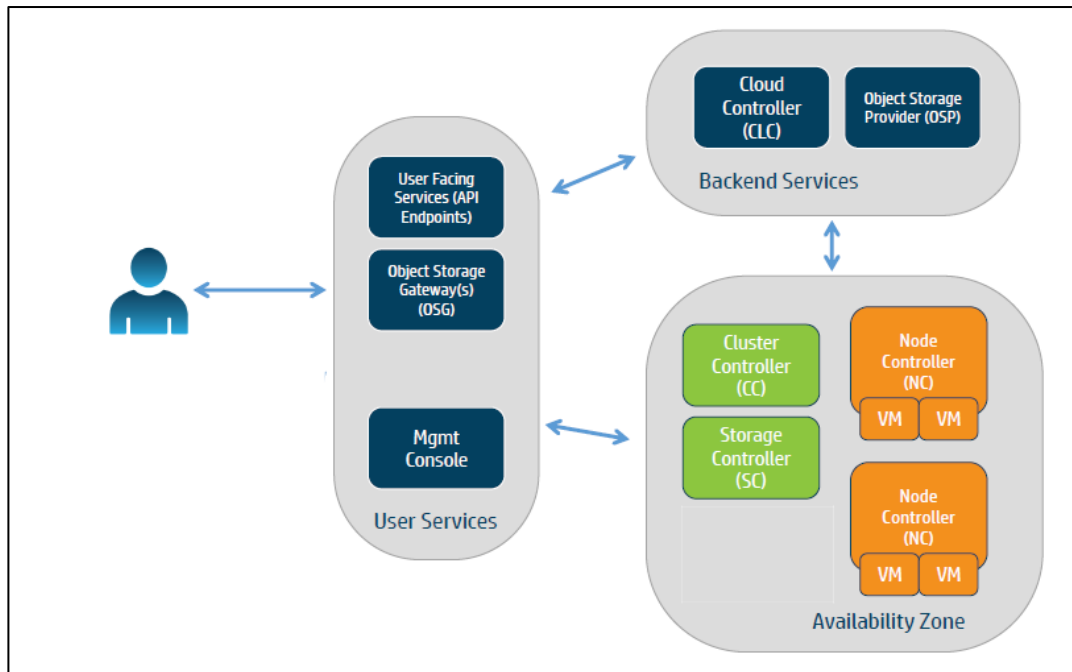 Cloud
Controller
(CLC)
Object Storage
Provider (OSP)
Backend Services
User Facing
Services (API
Endpoints)
Object Storage
Gateway(s)
(OSG)
Mgmt
Console
User Services
Cluster
Controller
(CC)
Storage
Controller
(SC)
Node
Controller
(NC)
VM
VM
Node
Controller
(NC)
VM
VM
Availability Zone